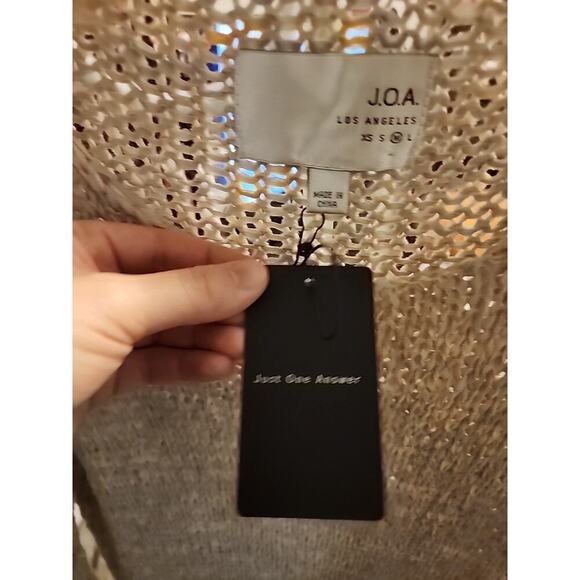 J.O.A.
LOS ANGELES
XS S M L
MADE IN
CHINA
Just One Answer